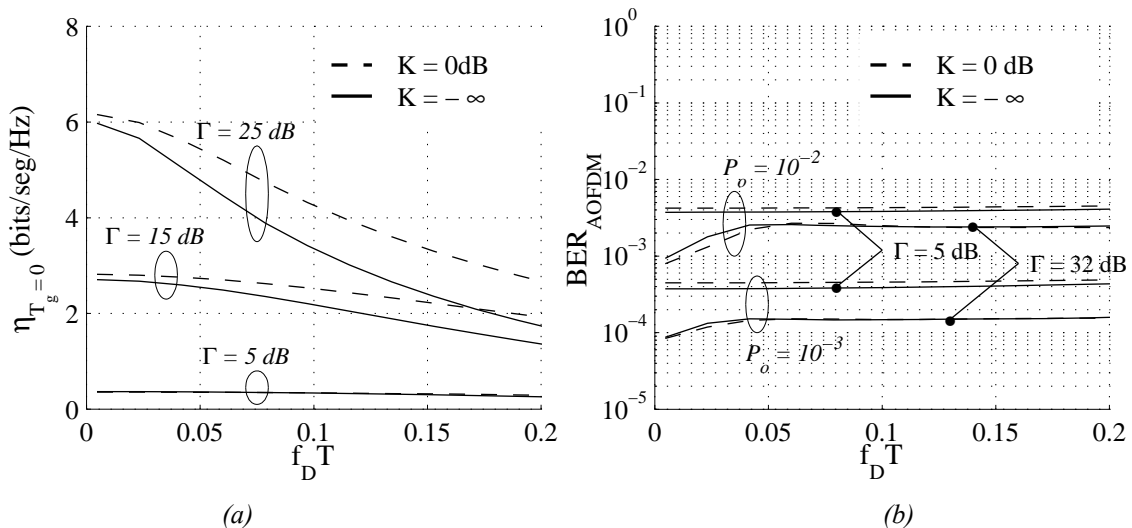 8
6
4
2
0
0
0.05
0.1
0.15
0.2
η_{T_g = 0} (bits/seg/Hz)
f_D T
K = 0dB
K = − ∞
Γ = 25 dB
Γ = 15 dB
Γ = 5 dB
(a)
10^0
10^{−1}
10^{−2}
10^{−3}
10^{−4}
10^{−5}
0
0.05
0.1
0.15
0.2
BER_{AOFDM}
f_D T
K = 0 dB
K = − ∞
P_o = 10^{−2}
Γ = 5 dB
Γ = 32 dB
P_o = 10^{−3}
(b)